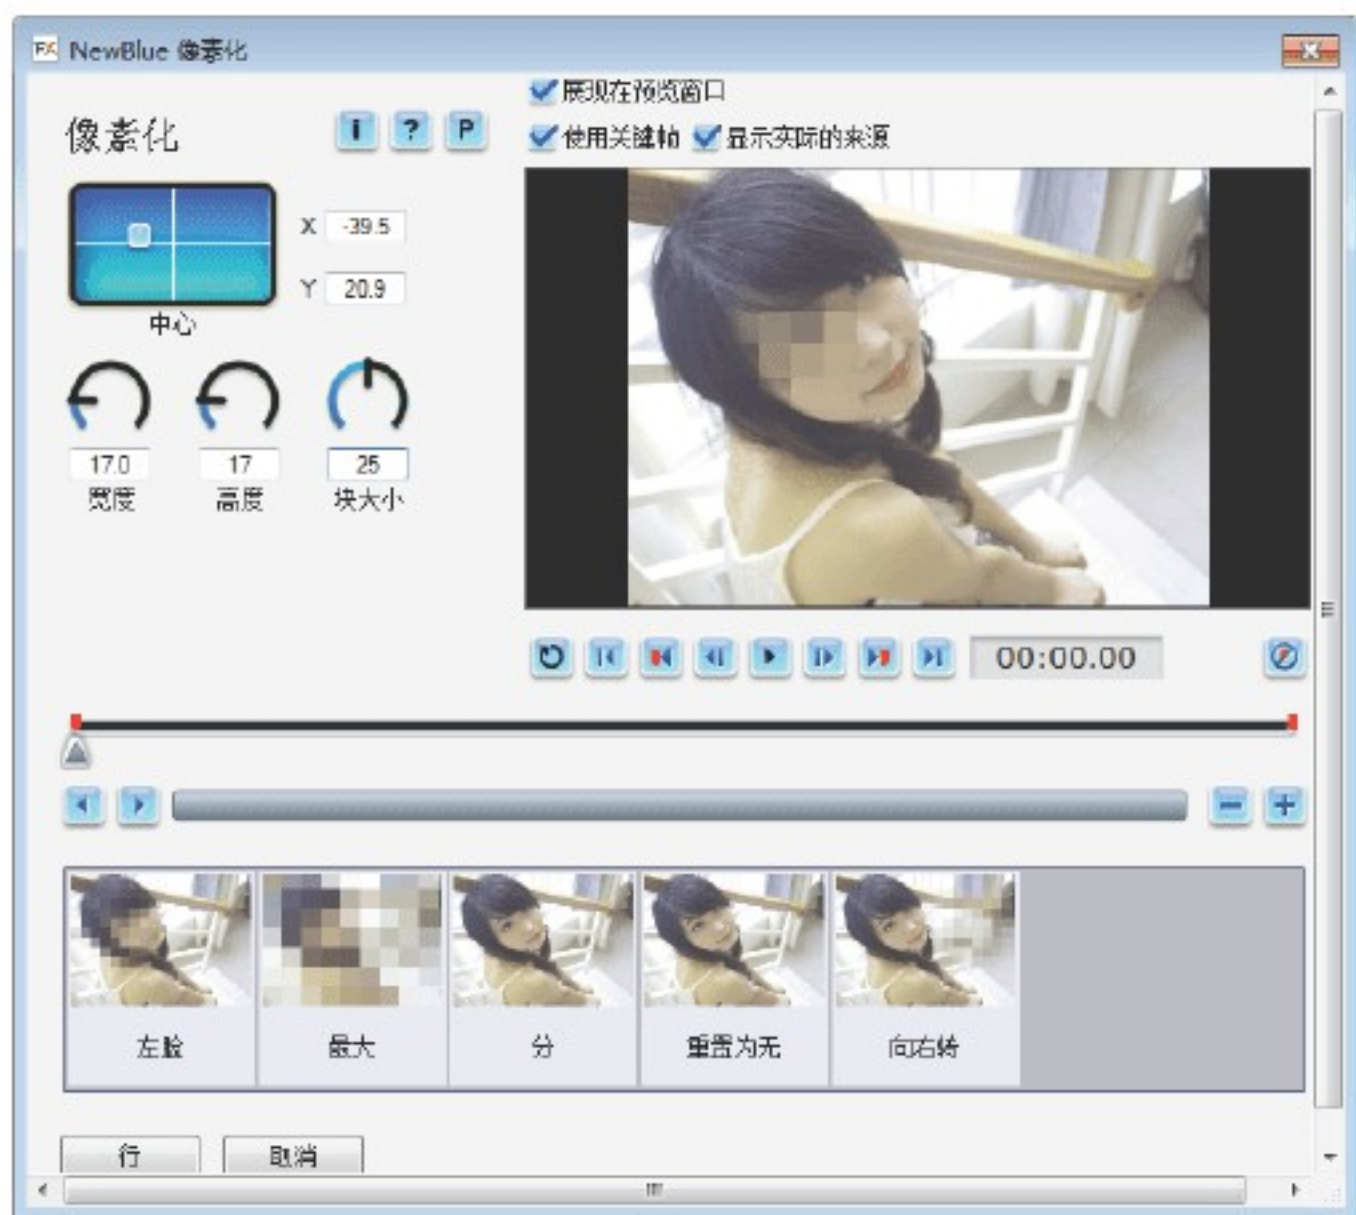 FX NewBlue 像素化
展现在预览窗口
像素化 i ? P
使用关键帧 显示实际的来源
X -39.5
Y 20.9
中心
17.0 17 25
宽度 高度 块大小
00:00.00
左脸 最大 分 重置为无 向右转
行 取消